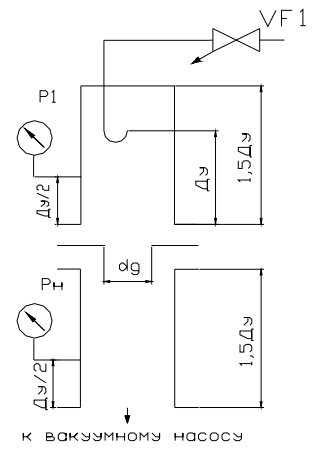 VF1
P1
Ду/2
Ду
1,5Ду
dg
Pн
Ду/2
1,5Ду
к вакуумному насосу